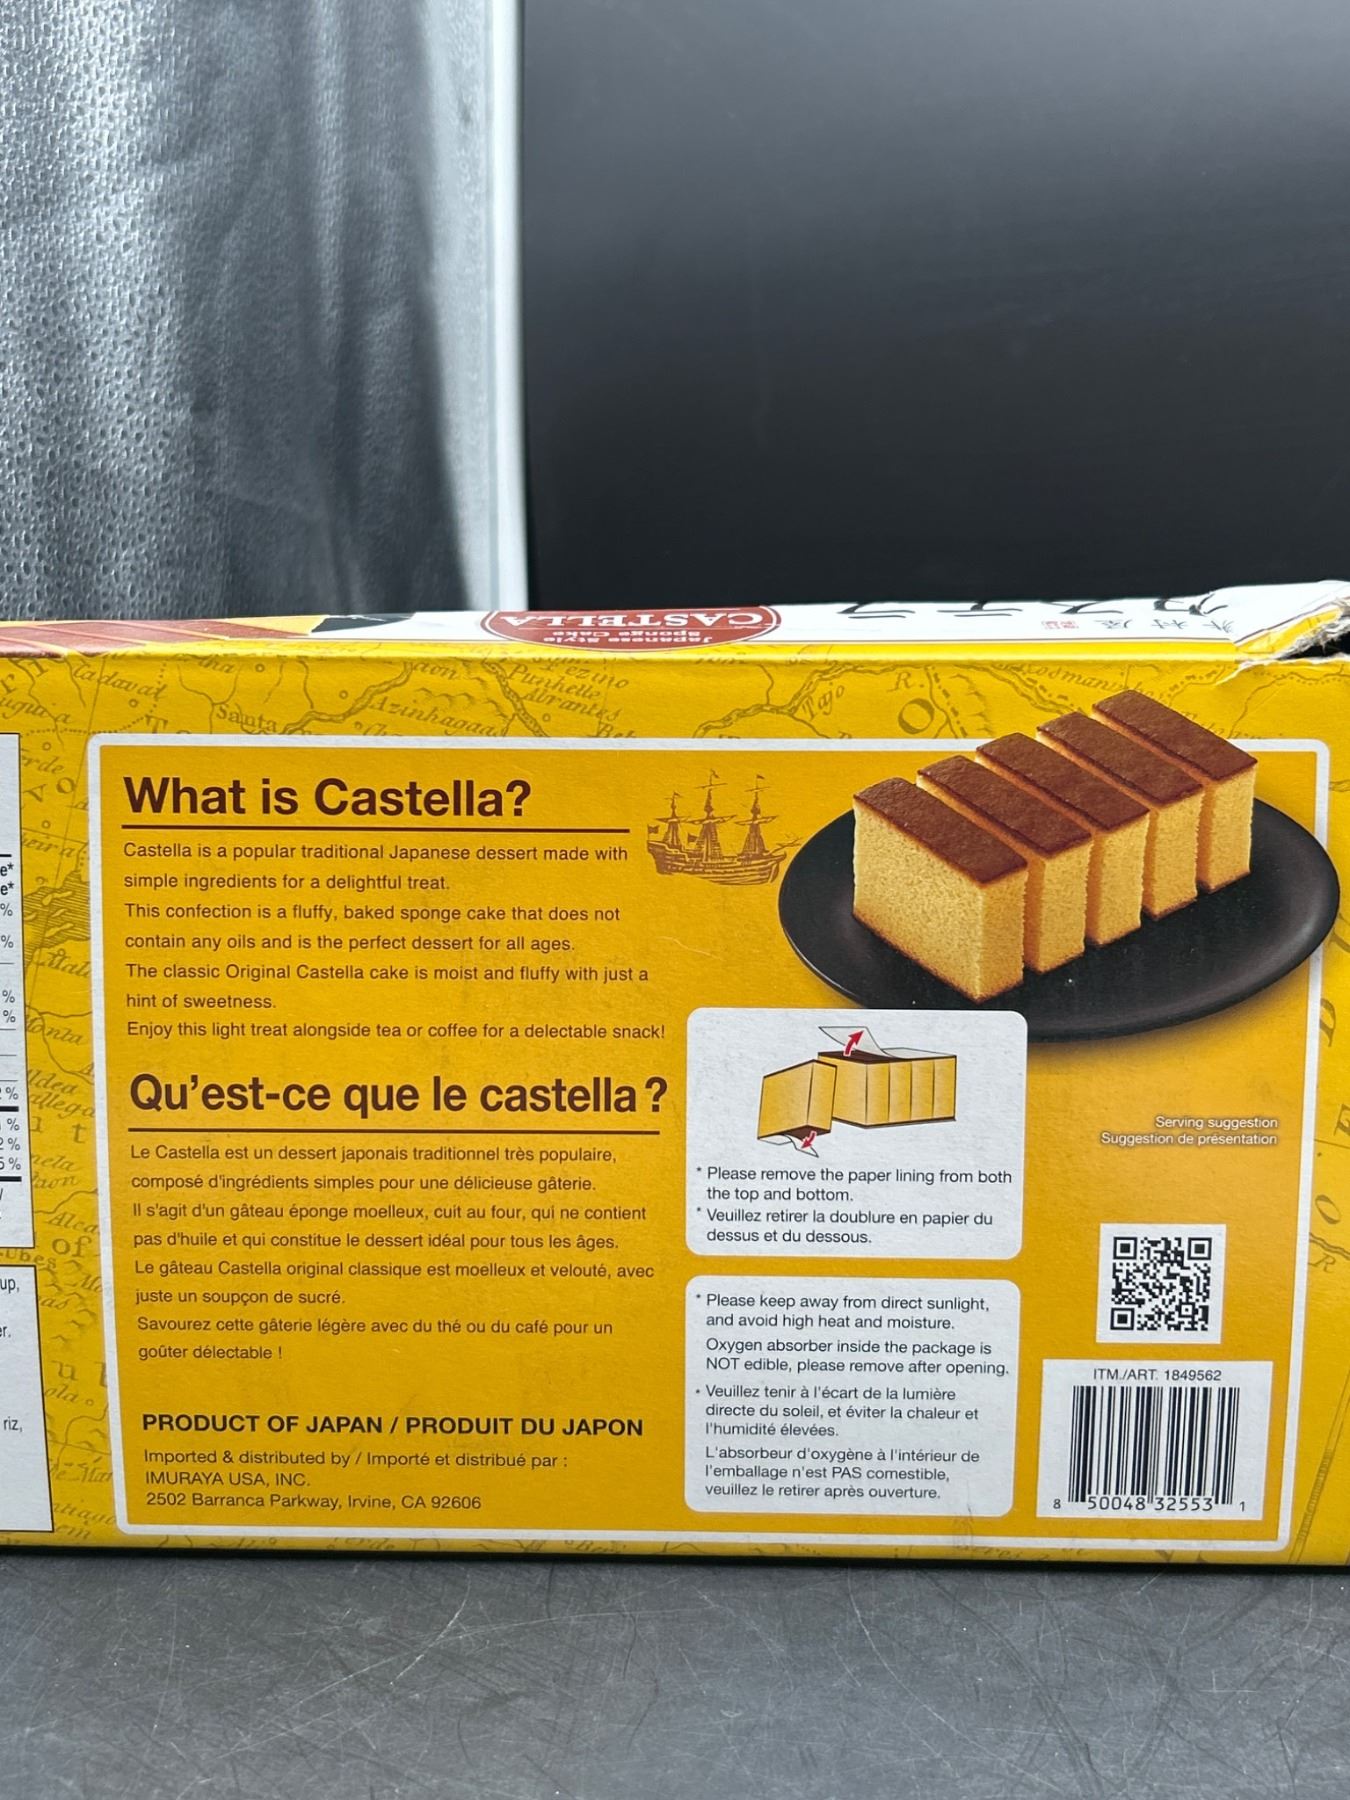 CASTELLA
Japanese Style
Sponge Cake
カステラ
井村屋
Cadaval
Santa
Azinhaga
Punhete
Abrantes
Tajo
R.
What is Castella?
Castella is a popular traditional Japanese dessert made with
simple ingredients for a delightful treat.
This confection is a fluffy, baked sponge cake that does not
contain any oils and is the perfect dessert for all ages.
The classic Original Castella cake is moist and fluffy with just a
hint of sweetness.
Enjoy this light treat alongside tea or coffee for a delectable snack!
Qu'est-ce que le castella ?
Le Castella est un dessert japonais traditionnel très populaire,
composé d'ingrédients simples pour une délicieuse gâterie.
Il s'agit d'un gâteau éponge moelleux, cuit au four, qui ne contient
pas d'huile et qui constitue le dessert idéal pour tous les âges.
Le gâteau Castella original classique est moelleux et velouté, avec
juste un soupçon de sucré.
Savourez cette gâterie légère avec du thé ou du café pour un
goûter délectable !
PRODUCT OF JAPAN / PRODUIT DU JAPON
Imported & distributed by / Importé et distribué par :
IMURAYA USA, INC.
2502 Barranca Parkway, Irvine, CA 92606
* Please remove the paper lining from both
the top and bottom.
* Veuillez retirer la doublure en papier du
dessus et du dessous.
* Please keep away from direct sunlight,
and avoid high heat and moisture.
Oxygen absorber inside the package is
NOT edible, please remove after opening.
• Veuillez tenir à l'écart de la lumière
directe du soleil, et éviter la chaleur et
l'humidité élevées.
L'absorbeur d'oxygène à l'intérieur de
l'emballage n'est PAS comestible,
veuillez le retirer après ouverture.
Serving suggestion
Suggestion de présentation
ITM./ART. 1849562
8 50048 32553 1